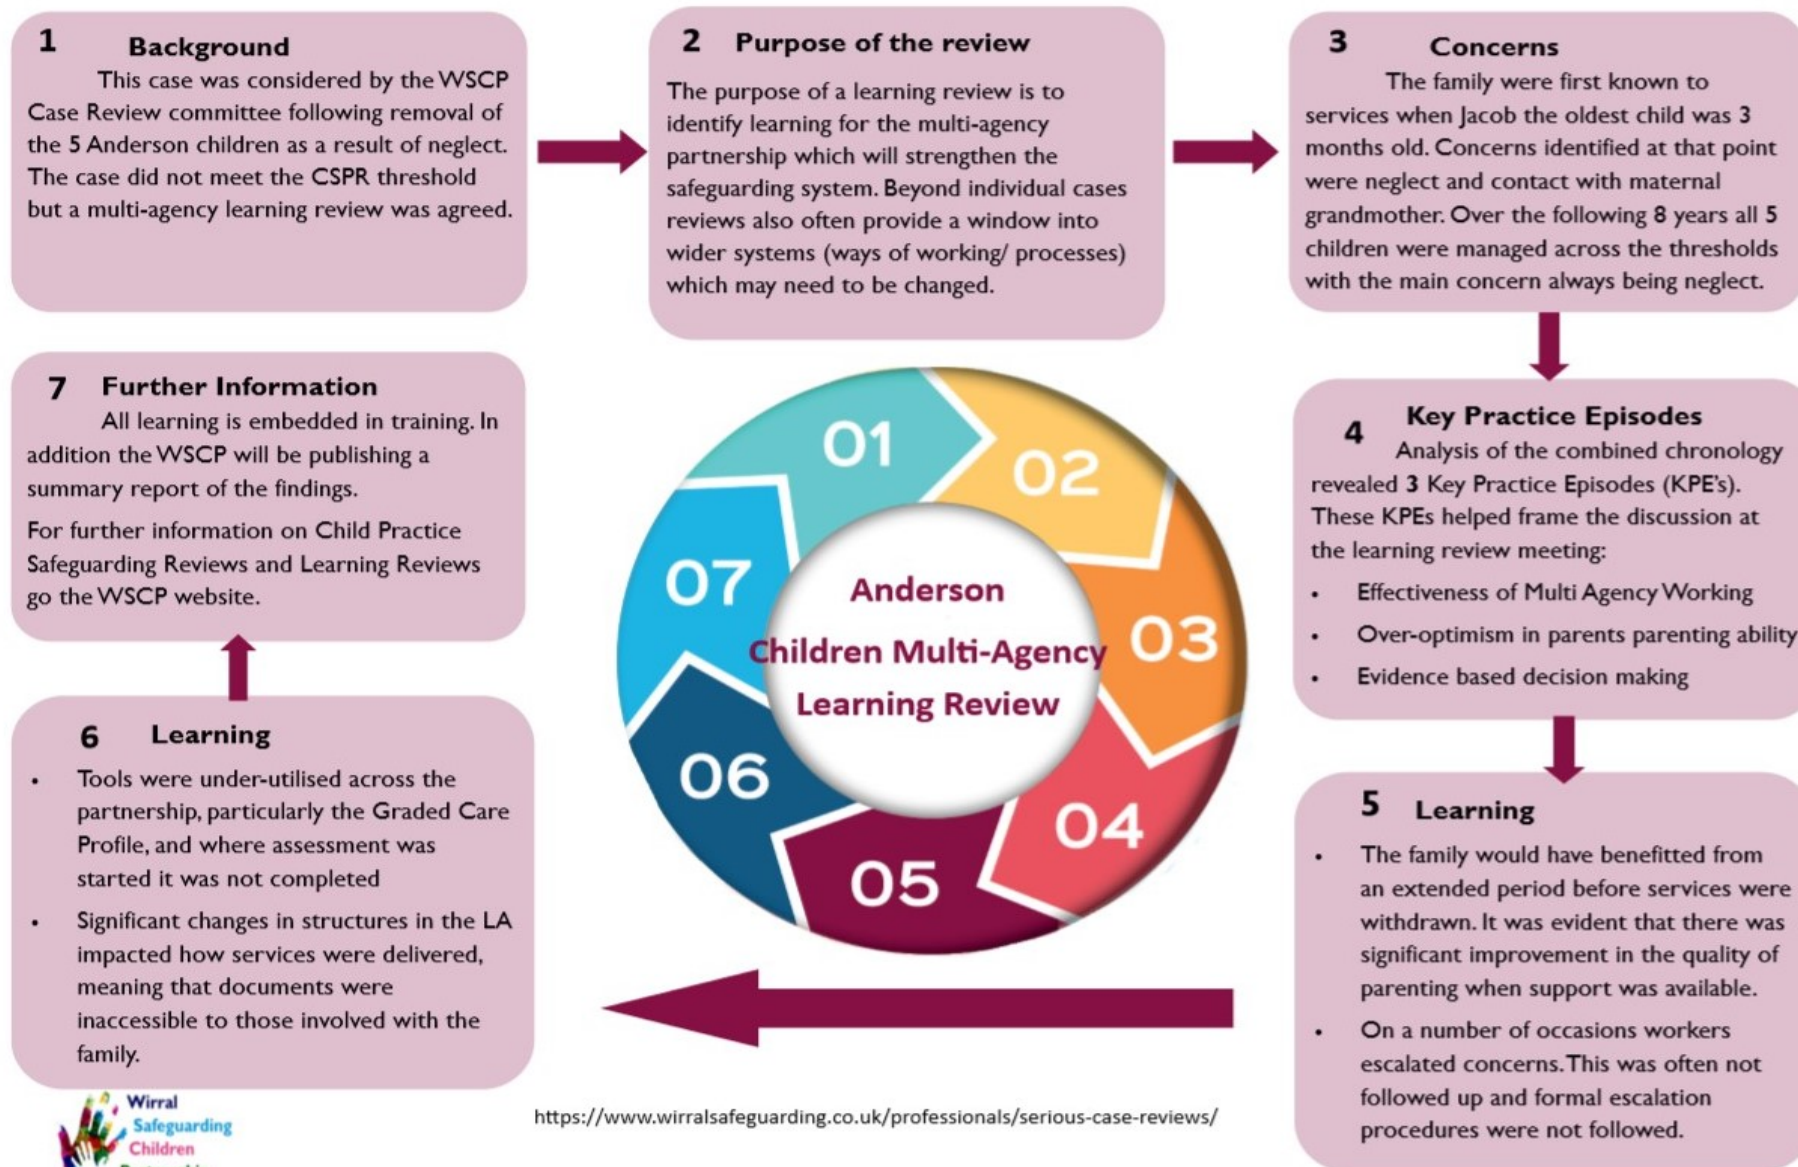 1 Background
This case was considered by the WSCP
Case Review committee following removal of
the 5 Anderson children as a result of neglect.
The case did not meet the CSPR threshold
but a multi-agency learning review was agreed.
2 Purpose of the review
The purpose of a learning review is to
identify learning for the multi-agency
partnership which will strengthen the
safeguarding system. Beyond individual cases
reviews also often provide a window into
wider systems (ways of working/ processes)
which may need to be changed.
3 Concerns
The family were first known to
services when Jacob the oldest child was 3
months old. Concerns identified at that point
were neglect and contact with maternal
grandmother. Over the following 8 years all 5
children were managed across the thresholds
with the main concern always being neglect.
4 Key Practice Episodes
Analysis of the combined chronology
revealed 3 Key Practice Episodes (KPE's).
These KPEs helped frame the discussion at
the learning review meeting:
• Effectiveness of Multi Agency Working
• Over-optimism in parents parenting ability
• Evidence based decision making
5 Learning
• The family would have benefitted from
an extended period before services were
withdrawn. It was evident that there was
significant improvement in the quality of
parenting when support was available.
• On a number of occasions workers
escalated concerns. This was often not
followed up and formal escalation
procedures were not followed.
6 Learning
• Tools were under-utilised across the
partnership, particularly the Graded Care
Profile, and where assessment was
started it was not completed
• Significant changes in structures in the LA
impacted how services were delivered,
meaning that documents were
inaccessible to those involved with the
family.
7 Further Information
All learning is embedded in training. In
addition the WSCP will be publishing a
summary report of the findings.
For further information on Child Practice
Safeguarding Reviews and Learning Reviews
go the WSCP website.
01
02
03
04
05
06
07
Anderson
Children Multi-Agency
Learning Review
Wirral
Safeguarding
Children
https://www.wirralsafeguarding.co.uk/professionals/serious-case-reviews/